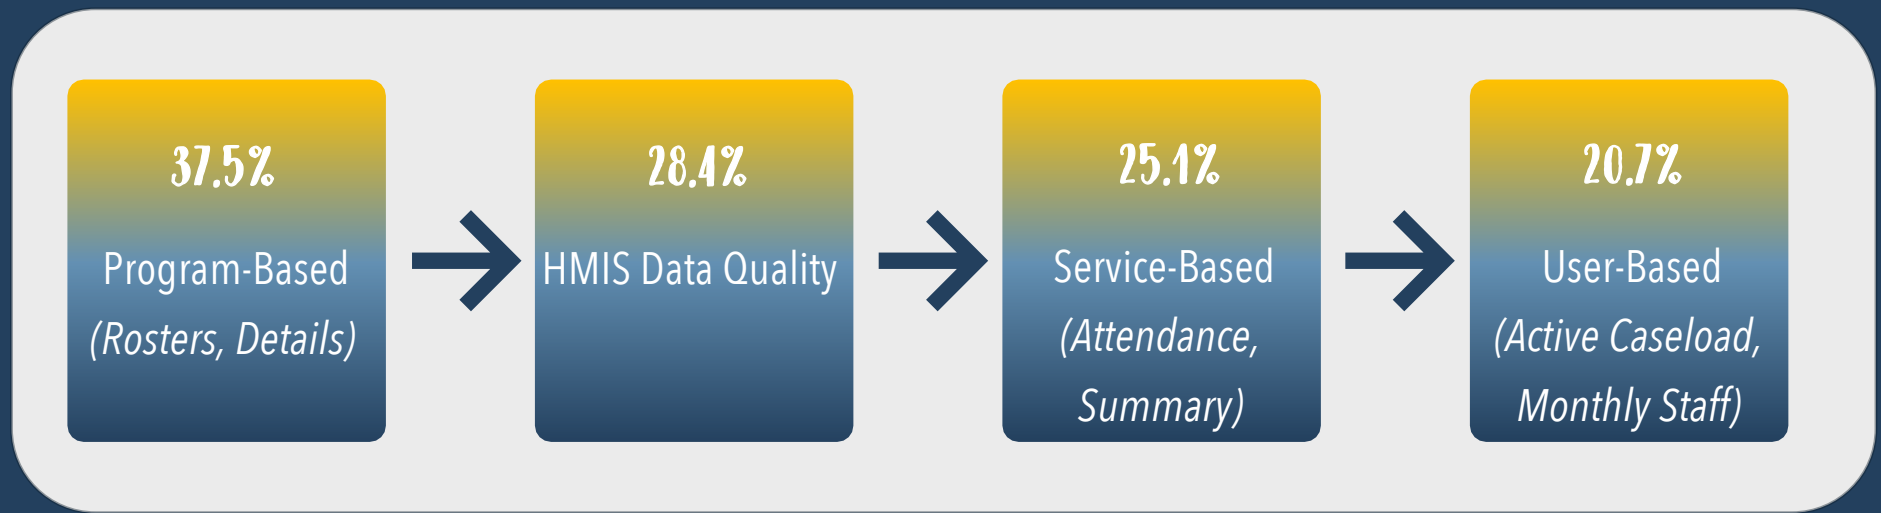 37.5%
Program-Based
(Rosters, Details)
28.4%
HMIS Data Quality
25.1%
Service-Based
(Attendance,
Summary)
20.7%
User-Based
(Active Caseload,
Monthly Staff)